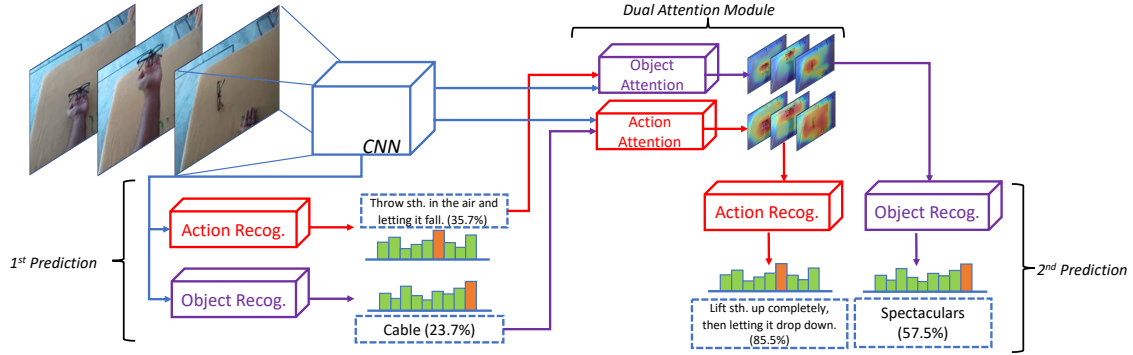 Dual Attention Module
Object
Attention
Action
Attention
CNN
1st Prediction
Action Recog.
Throw sth. in the air and
letting it fall. (35.7%)
Object Recog.
Cable (23.7%)
Action Recog.
Object Recog.
2nd Prediction
Lift sth. up completely,
then letting it drop down.
(85.5%)
Spectaculars
(57.5%)